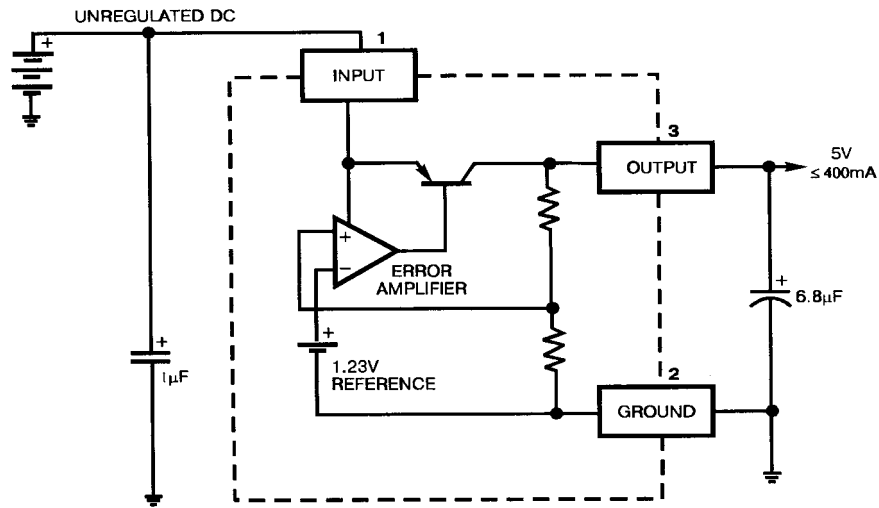 UNREGULATED DC
+
1
INPUT
3
OUTPUT
5V
≤ 400mA
+
−
ERROR
AMPLIFIER
+
6.8µF
+
1.23V
REFERENCE
+
1µF
2
GROUND